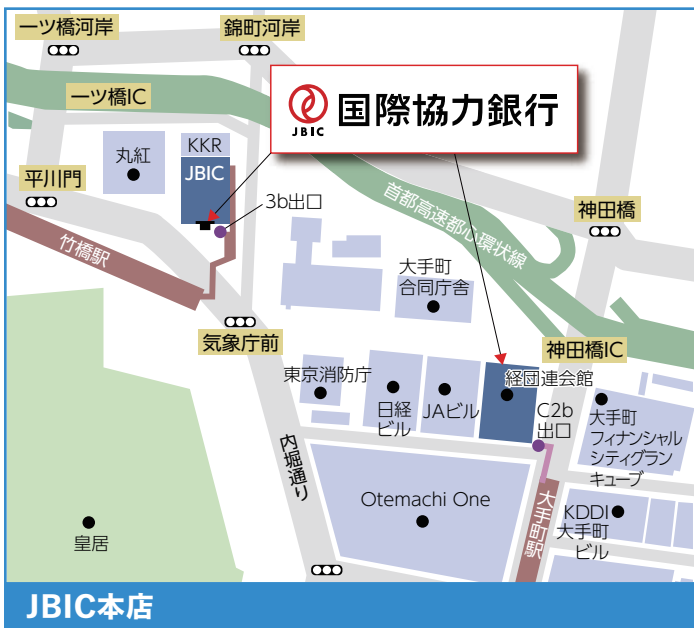 一ツ橋河岸
錦町河岸
一ツ橋IC
JBIC
国際協力銀行
丸紅
KKR
JBIC
平川門
3b出口
首都高速都心環状線
神田橋
竹橋駅
大手町
合同庁舎
気象庁前
神田橋IC
東京消防庁
経団連会館
日経
ビル
JAビル
C2b
出口
大手町
フィナンシャル
シティグラン
キューブ
内堀通り
Otemachi One
大手町駅
KDDI
大手町
ビル
皇居
JBIC本店